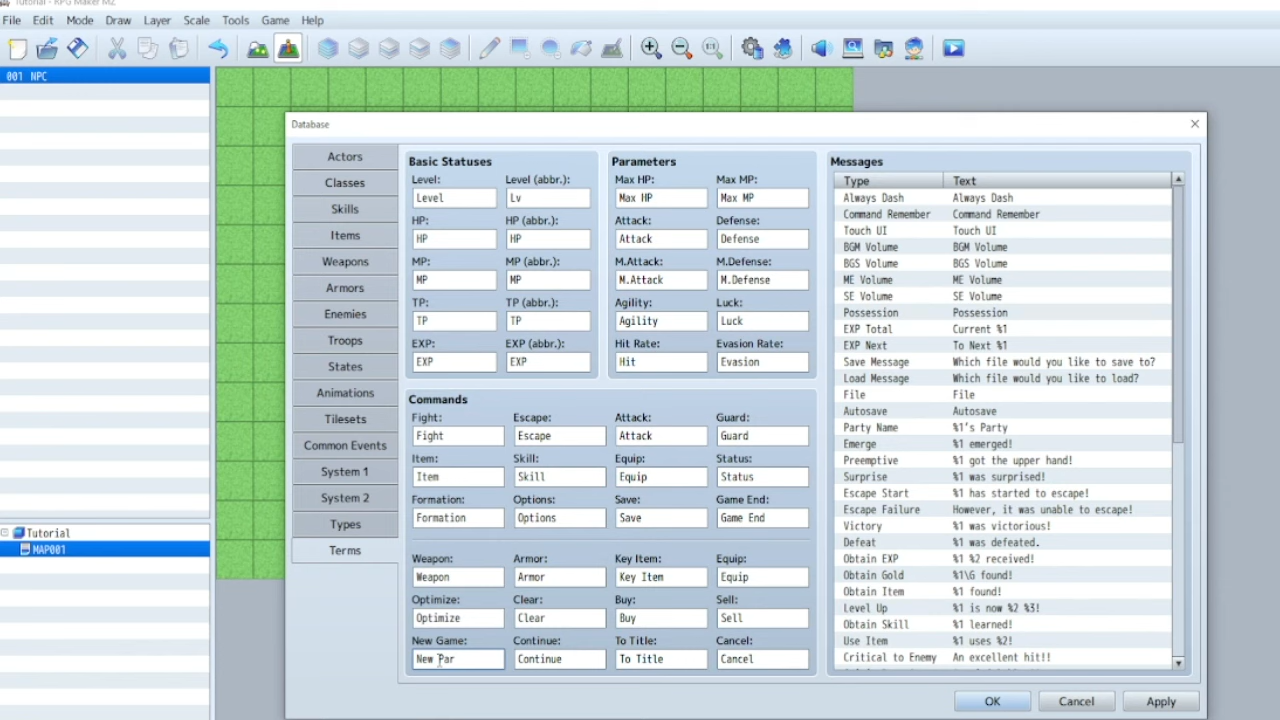 Tutorial - RPG Maker MZ
File Edit Mode Draw Layer Scale Tools Game Help
001 NPC
Database
Actors
Classes
Skills
Items
Weapons
Armors
Enemies
Troops
States
Animations
Tilesets
Common Events
System 1
System 2
Types
Terms
Basic Statuses
Level: Level (abbr.):
Level Lv
HP: HP (abbr.):
HP HP
MP: MP (abbr.):
MP MP
TP: TP (abbr.):
TP TP
EXP: EXP (abbr.):
EXP EXP
Parameters
Max HP: Max MP:
Max HP Max MP
Attack: Defense:
Attack Defense
M.Attack: M.Defense:
M.Attack M.Defense
Agility: Luck:
Agility Luck
Hit Rate: Evasion Rate:
Hit Evasion
Commands
Fight: Escape: Attack: Guard:
Fight Escape Attack Guard
Item: Skill: Equip: Status:
Item Skill Equip Status
Formation: Options: Save: Game End:
Formation Options Save Game End
Weapon: Armor: Key Item: Equip:
Weapon Armor Key Item Equip
Optimize: Clear: Buy: Sell:
Optimize Clear Buy Sell
New Game: Continue: To Title: Cancel:
New Par Continue To Title Cancel
Messages
Type Text
Always Dash Always Dash
Command Remember Command Remember
Touch UI Touch UI
BGM Volume BGM Volume
BGS Volume BGS Volume
ME Volume ME Volume
SE Volume SE Volume
Possession Possession
EXP Total Current %1
EXP Next To Next %1
Save Message Which file would you like to save to?
Load Message Which file would you like to load?
File File
Autosave Autosave
Party Name %1's Party
Emerge %1 emerged!
Preemptive %1 got the upper hand!
Surprise %1 was surprised!
Escape Start %1 has started to escape!
Escape Failure However, it was unable to escape!
Victory %1 was victorious!
Defeat %1 was defeated.
Obtain EXP %1 %2 received!
Obtain Gold %1\G found!
Obtain Item %1 found!
Level Up %1 is now %2 %3!
Obtain Skill %1 learned!
Use Item %1 uses %2!
Critical to Enemy An excellent hit!!
Tutorial
MAP001
OK Cancel Apply